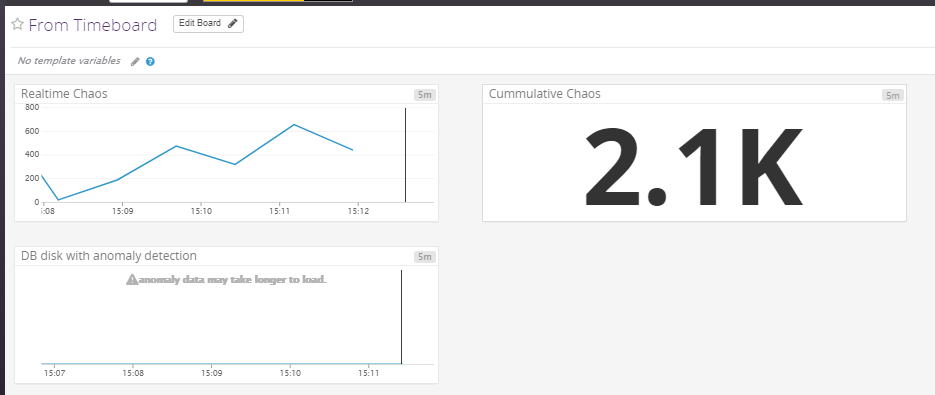 From Timeboard
Edit Board
No template variables
?
Realtime Chaos
5m
800
600
400
200
0
:08 15:09 15:10 15:11 15:12
Cummulative Chaos
5m
2.1K
DB disk with anomaly detection
5m
anomaly data may take longer to load.
15:07 15:08 15:09 15:10 15:11